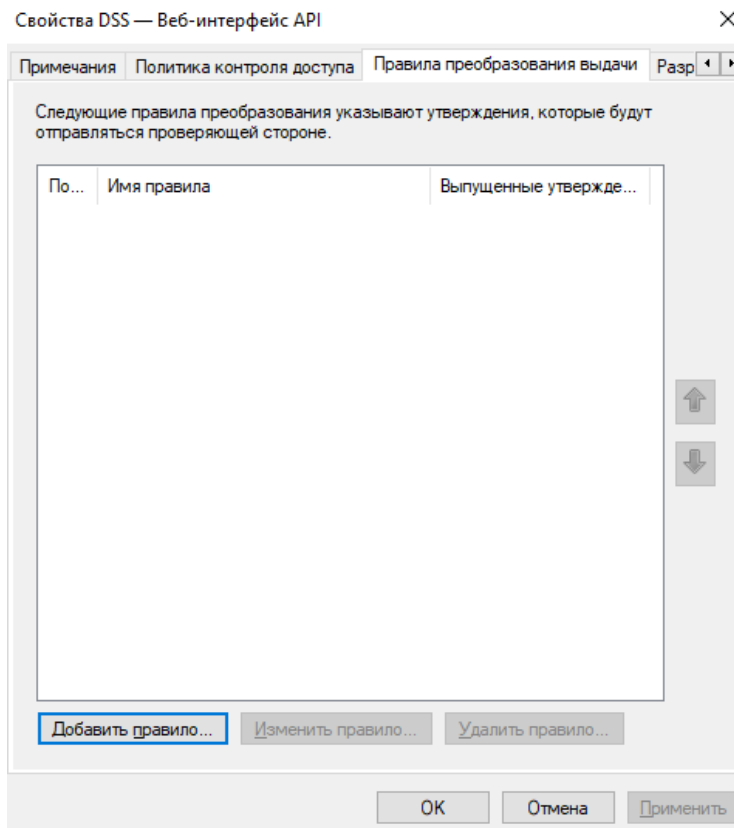 Свойства DSS — Веб-интерфейс API
Примечания Политика контроля доступа Правила преобразования выдачи Разр
Следующие правила преобразования указывают утверждения, которые будут
отправляться проверяющей стороне.
По... Имя правила Выпущенные утвержде...
Добавить правило... Изменить правило... Удалить правило...
ОК Отмена Применить